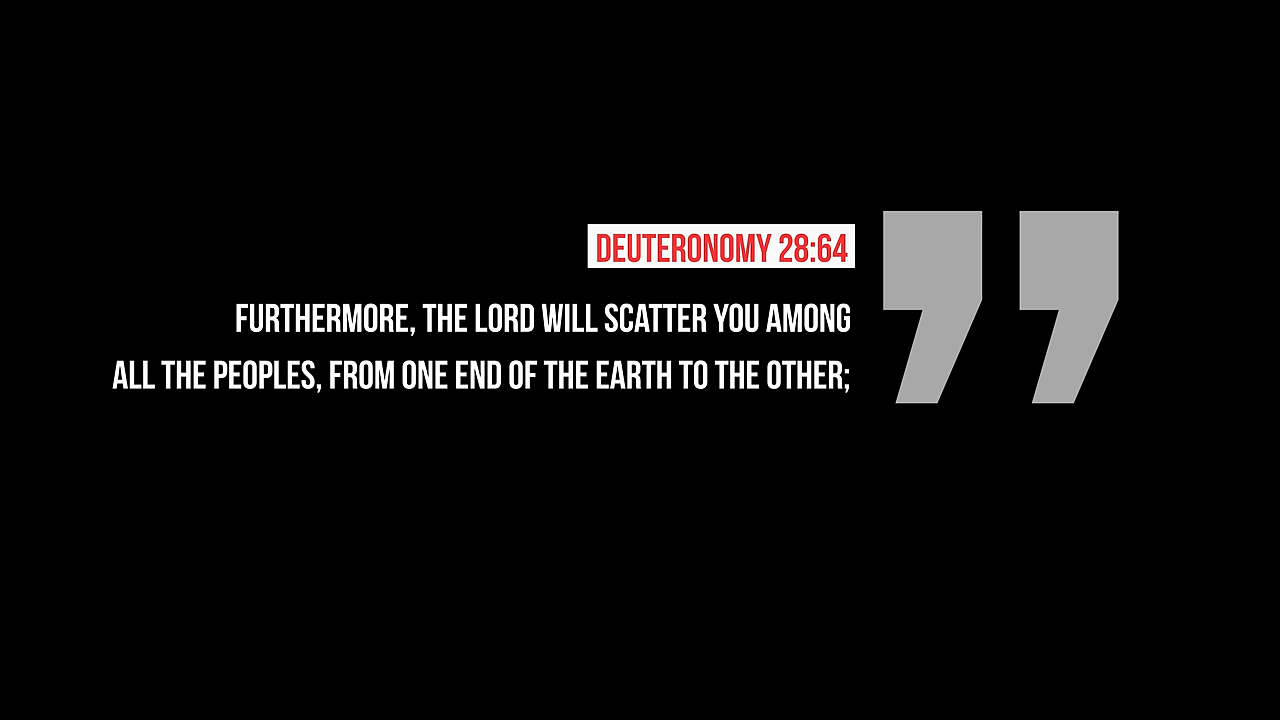 DEUTERONOMY 28:64
FURTHERMORE, THE LORD WILL SCATTER YOU AMONG
ALL THE PEOPLES, FROM ONE END OF THE EARTH TO THE OTHER;